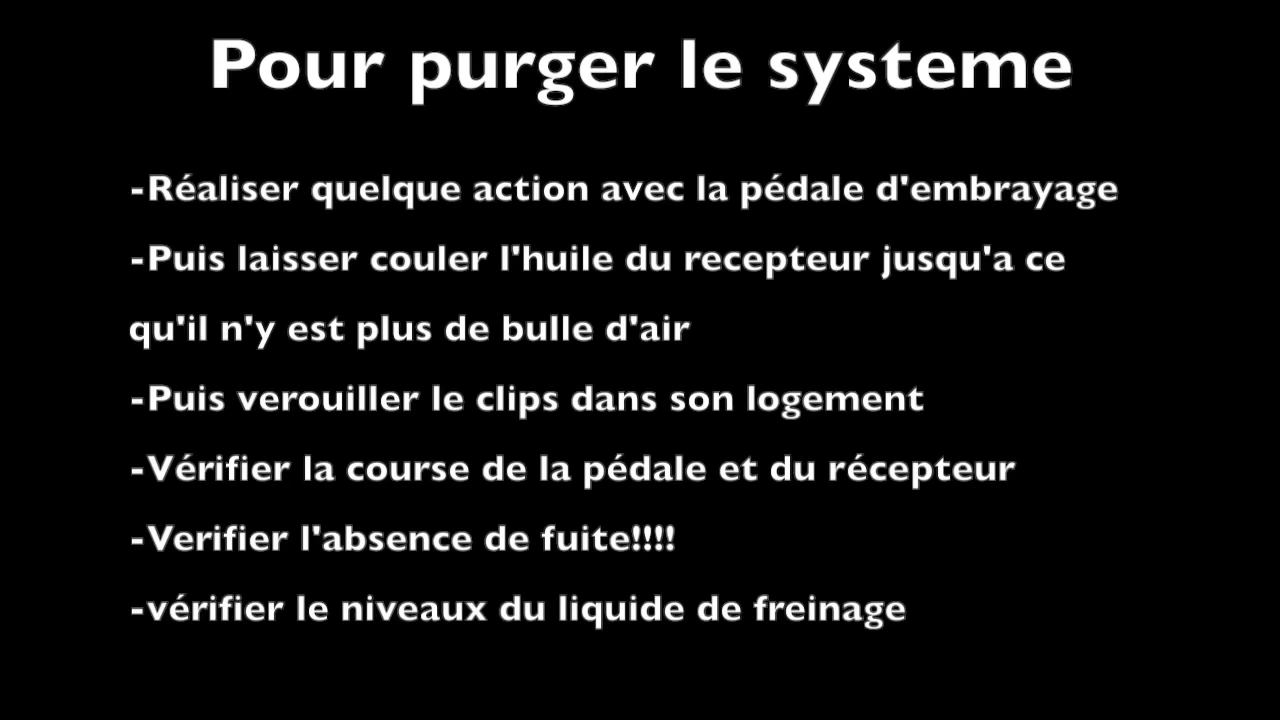 Pour purger le systeme
-Réaliser quelque action avec la pédale d'embrayage
-Puis laisser couler l'huile du recepteur jusqu'a ce
qu'il n'y est plus de bulle d'air
-Puis verouiller le clips dans son logement
-Vérifier la course de la pédale et du récepteur
-Verifier l'absence de fuite!!!!
-vérifier le niveaux du liquide de freinage